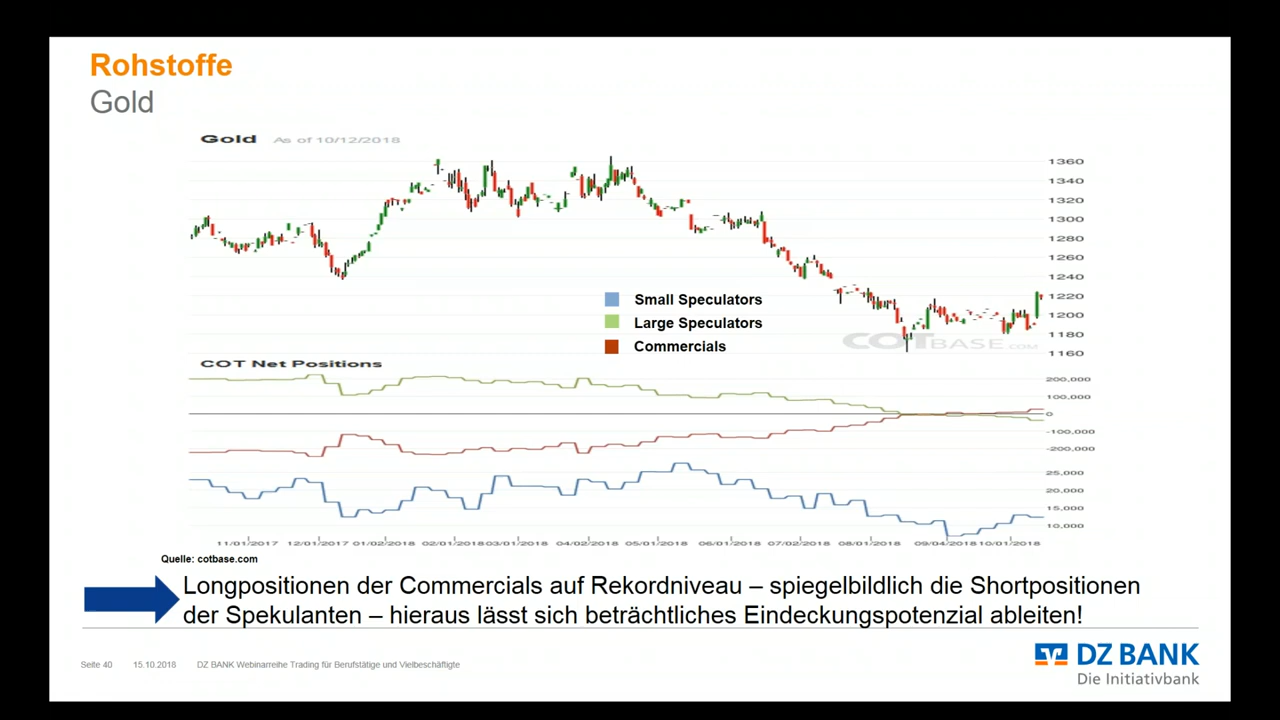 Rohstoffe
Gold
Gold As of 10/12/2018
1360
1340
1320
1300
1280
1260
1240
1220
1200
1180
1160
Small Speculators
Large Speculators
Commercials
COTBASE.COM
COT Net Positions
200,000
100,000
0
-100,000
-200,000
25,000
20,000
15,000
10,000
11/01/2017 12/01/2017 01/02/2018 02/01/2018 03/01/2018 04/02/2018 05/01/2018 06/01/2018 07/02/2018 08/01/2018 09/04/2018 10/01/2018
Quelle: cotbase.com
Longpositionen der Commercials auf Rekordniveau – spiegelbildlich die Shortpositionen
der Spekulanten – hieraus lässt sich beträchtliches Eindeckungspotenzial ableiten!
Seite 40 15.10.2018 DZ BANK Webinarreihe Trading für Berufstätige und Vielbeschäftigte
DZ BANK
Die Initiativbank